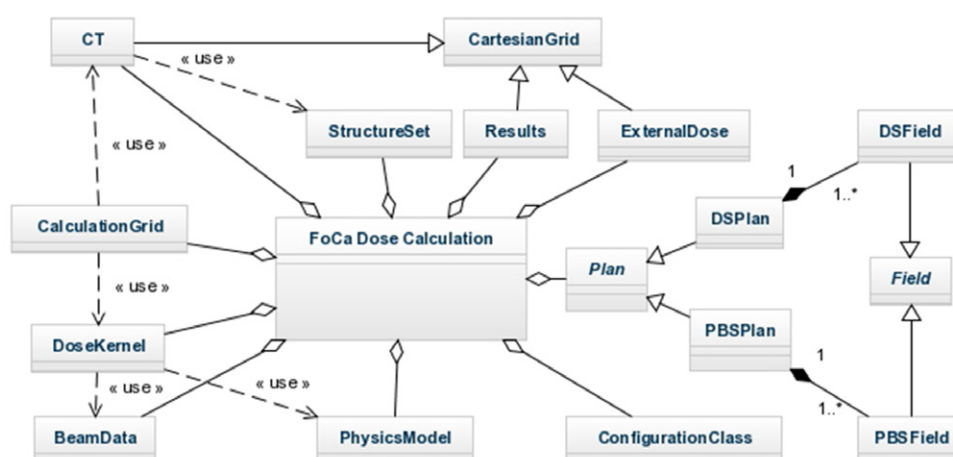 CT
CartesianGrid
« use »
StructureSet
Results
ExternalDose
DSField
« use »
1
1..*
CalculationGrid
FoCa Dose Calculation
DSPlan
Plan
Field
« use »
DoseKernel
PBSPlan
1
« use »
« use »
1..*
BeamData
PhysicsModel
ConfigurationClass
PBSField